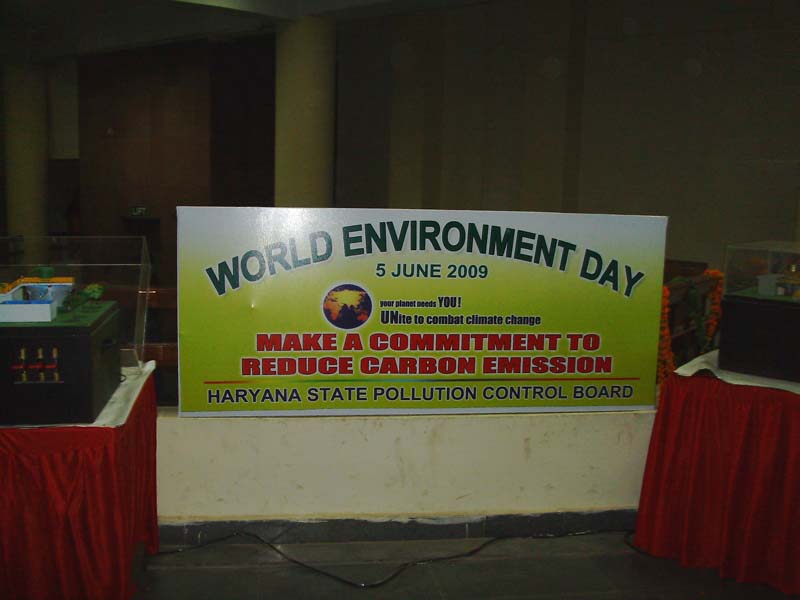 WORLD ENVIRONMENT DAY
5 JUNE 2009
your planet needs YOU!
UNite to combat climate change
MAKE A COMMITMENT TO
REDUCE CARBON EMISSION
HARYANA STATE POLLUTION CONTROL BOARD